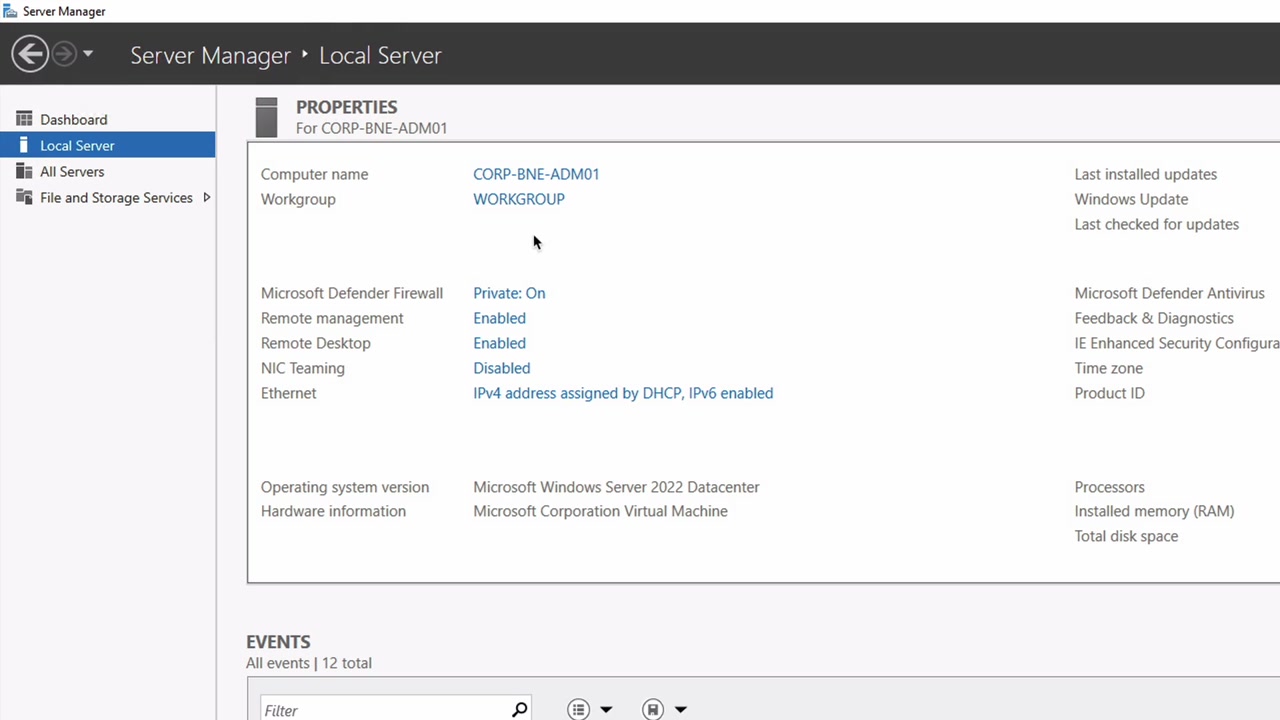 Server Manager
Server Manager ‣ Local Server
Dashboard
Local Server
All Servers
File and Storage Services
PROPERTIES
For CORP-BNE-ADM01
Computer name CORP-BNE-ADM01 Last installed updates
Workgroup WORKGROUP Windows Update
Last checked for updates
Microsoft Defender Firewall Private: On Microsoft Defender Antivirus
Remote management Enabled Feedback & Diagnostics
Remote Desktop Enabled IE Enhanced Security Configura
NIC Teaming Disabled Time zone
Ethernet IPv4 address assigned by DHCP, IPv6 enabled Product ID
Operating system version Microsoft Windows Server 2022 Datacenter Processors
Hardware information Microsoft Corporation Virtual Machine Installed memory (RAM)
Total disk space
EVENTS
All events | 12 total
Filter